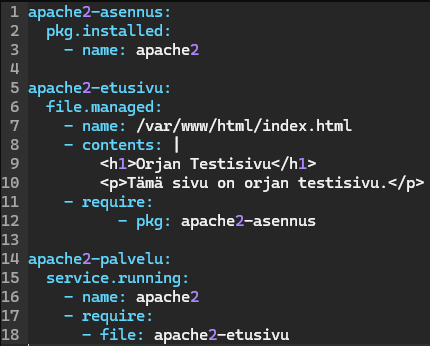 1 apache2-asennus:
2   pkg.installed:
3     - name: apache2
4
5 apache2-etusivu:
6   file.managed:
7     - name: /var/www/html/index.html
8     - contents: |
9         <h1>Orjan Testisivu</h1>
10         <p>Tämä sivu on orjan testisivu.</p>
11     - require:
12           - pkg: apache2-asennus
13
14 apache2-palvelu:
15   service.running:
16     - name: apache2
17     - require:
18       - file: apache2-etusivu